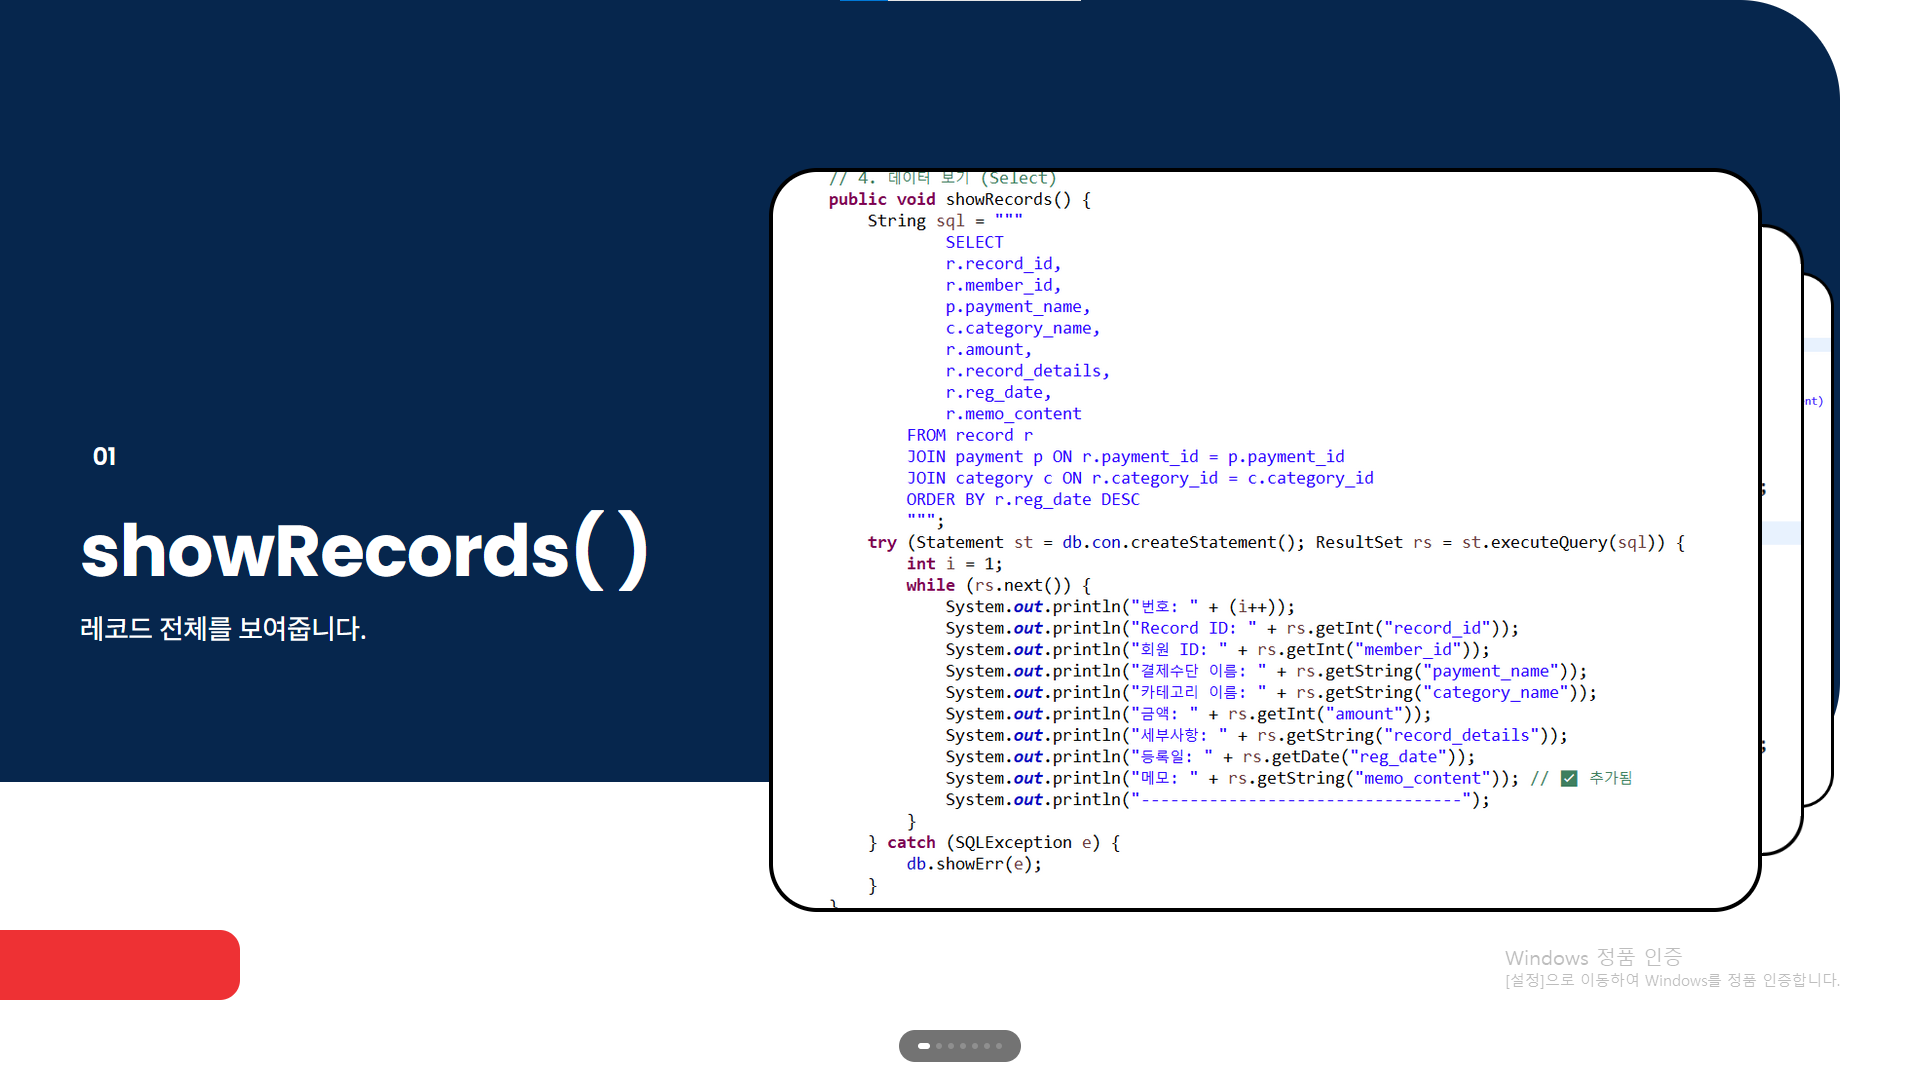 01
showRecords()
레코드 전체를 보여줍니다.
// 4. 데이터 보기 (Select)
public void showRecords() {
String sql = """
SELECT
r.record_id,
r.member_id,
p.payment_name,
c.category_name,
r.amount,
r.record_details,
r.reg_date,
r.memo_content
FROM record r
JOIN payment p ON r.payment_id = p.payment_id
JOIN category c ON r.category_id = c.category_id
ORDER BY r.reg_date DESC
""";
try (Statement st = db.con.createStatement(); ResultSet rs = st.executeQuery(sql)) {
int i = 1;
while (rs.next()) {
System.out.println("번호: " + (i++));
System.out.println("Record ID: " + rs.getInt("record_id"));
System.out.println("회원 ID: " + rs.getInt("member_id"));
System.out.println("결제수단 이름: " + rs.getString("payment_name"));
System.out.println("카테고리 이름: " + rs.getString("category_name"));
System.out.println("금액: " + rs.getInt("amount"));
System.out.println("세부사항: " + rs.getString("record_details"));
System.out.println("등록일: " + rs.getDate("reg_date"));
System.out.println("메모: " + rs.getString("memo_content")); // ✅ 추가됨
System.out.println("---------------------------------");
}
} catch (SQLException e) {
db.showErr(e);
}
}
;
;
nt)
Windows 정품 인증
[설정]으로 이동하여 Windows를 정품 인증합니다.